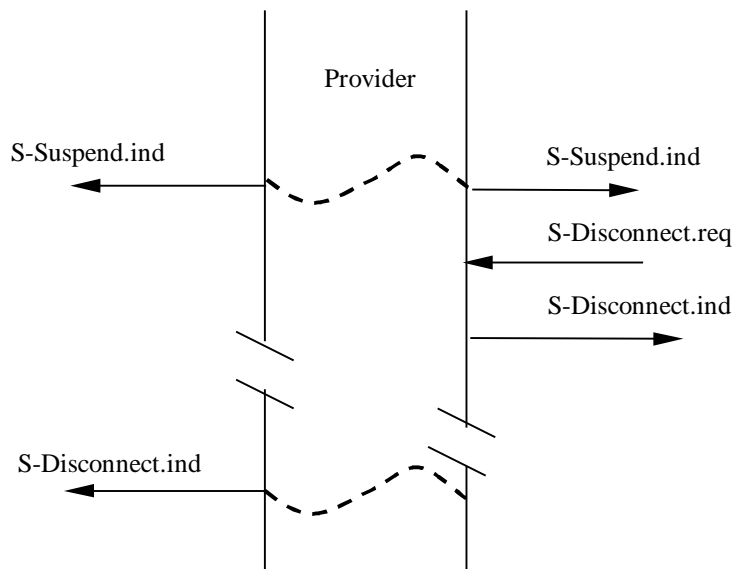 Provider
S-Suspend.ind
S-Suspend.ind
S-Disconnect.req
S-Disconnect.ind
S-Disconnect.ind